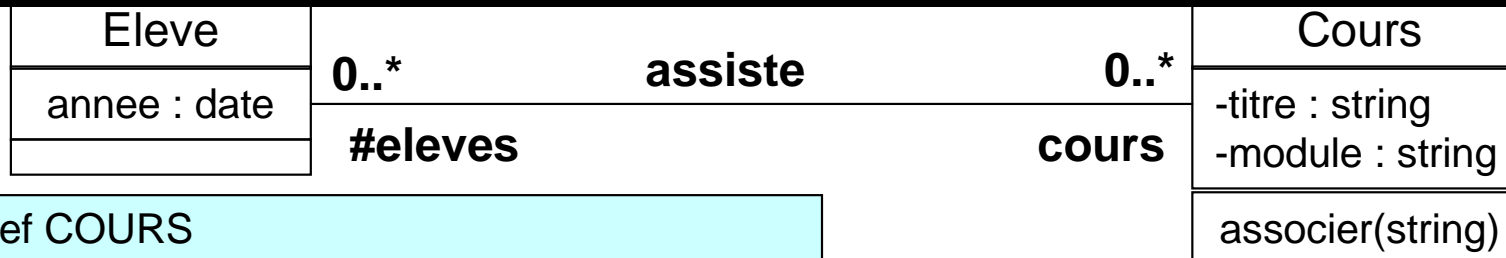 Eleve
annee : date
0..*
assiste
0..*
#eleves
cours
Cours
-titre : string
-module : string
associer(string)
ef COURS